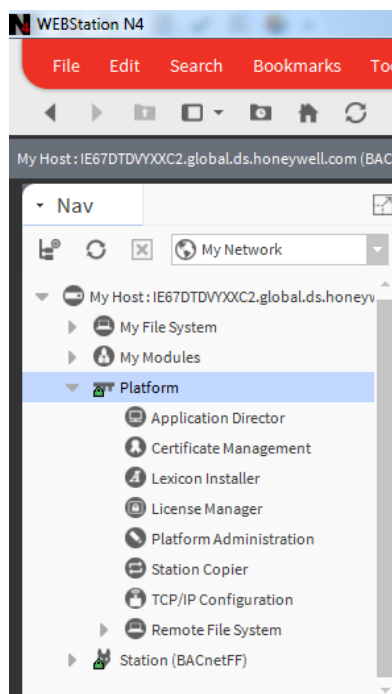 WEBStation N4
File Edit Search Bookmarks
My Host : IE67DTDVYXXC2.global.ds.honeywell.com (BAC
Nav
My Network
My Host : IE67DTDVYXXC2.global.ds.honeyw
My File System
My Modules
Platform
Application Director
Certificate Management
Lexicon Installer
License Manager
Platform Administration
Station Copier
TCP/IP Configuration
Remote File System
Station (BACnetFF)